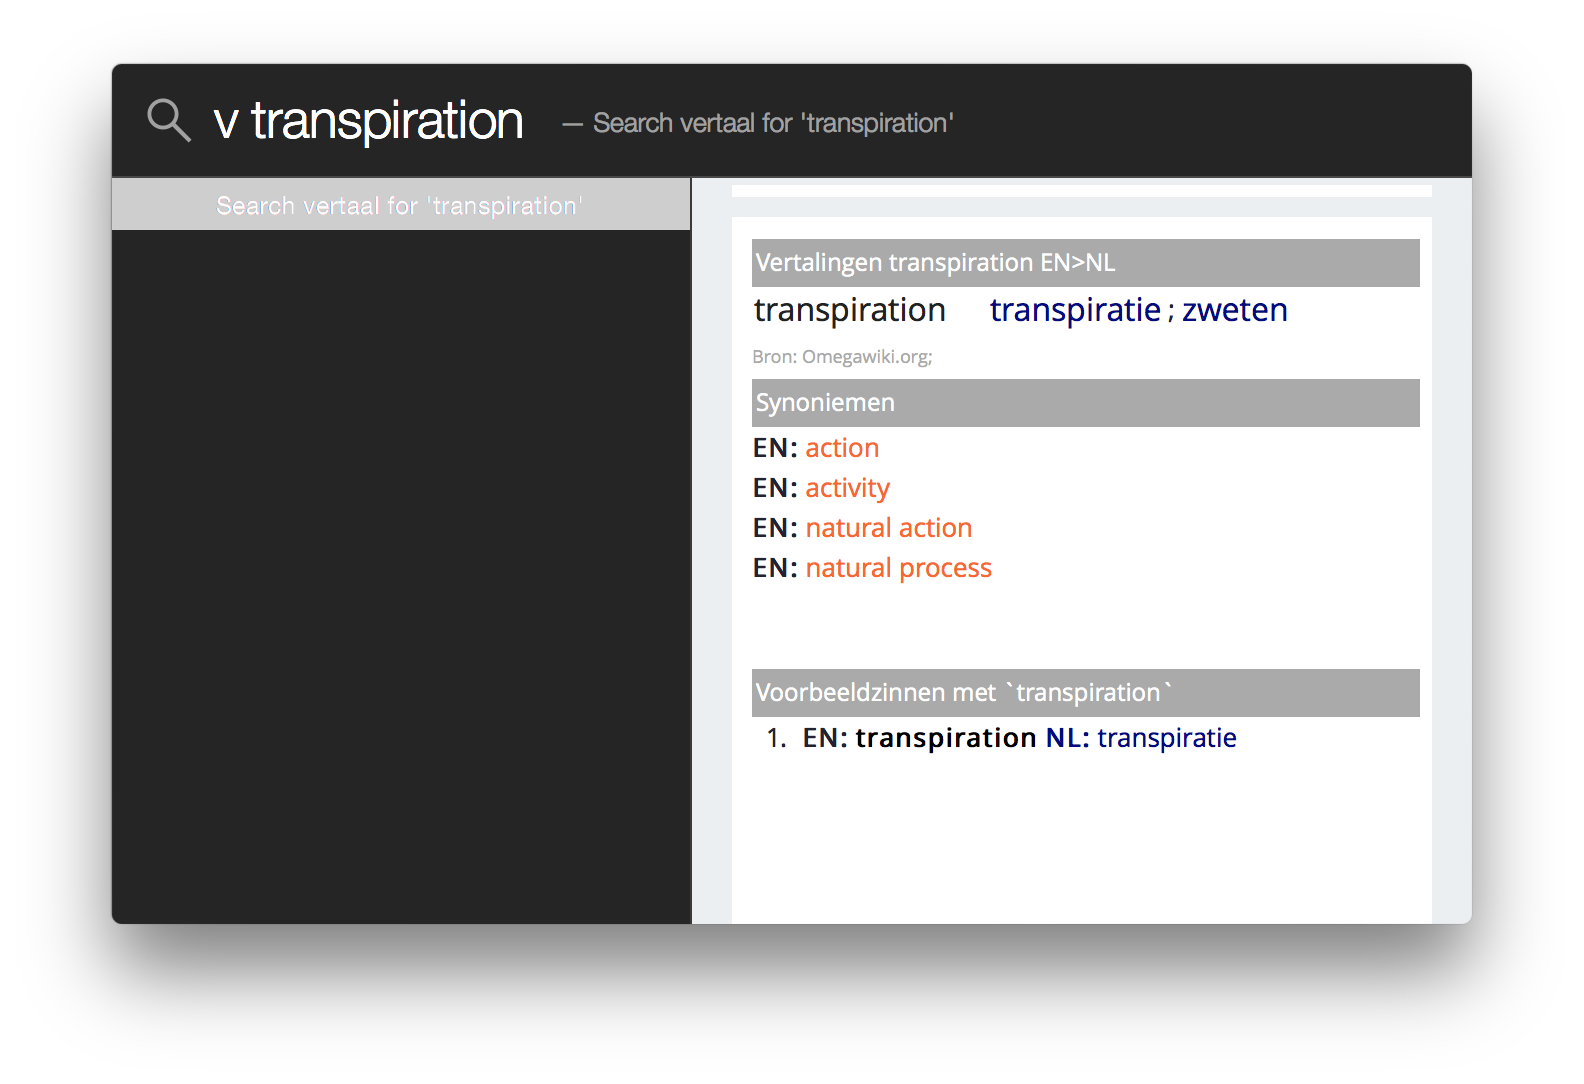 v transpiration — Search vertaal for 'transpiration'
Search vertaal for 'transpiration'
Vertalingen transpiration EN>NL
transpiration transpiratie ; zweten
Bron: Omegawiki.org;
Synoniemen
EN: action
EN: activity
EN: natural action
EN: natural process
Voorbeeldzinnen met `transpiration`
1. EN: transpiration NL: transpiratie